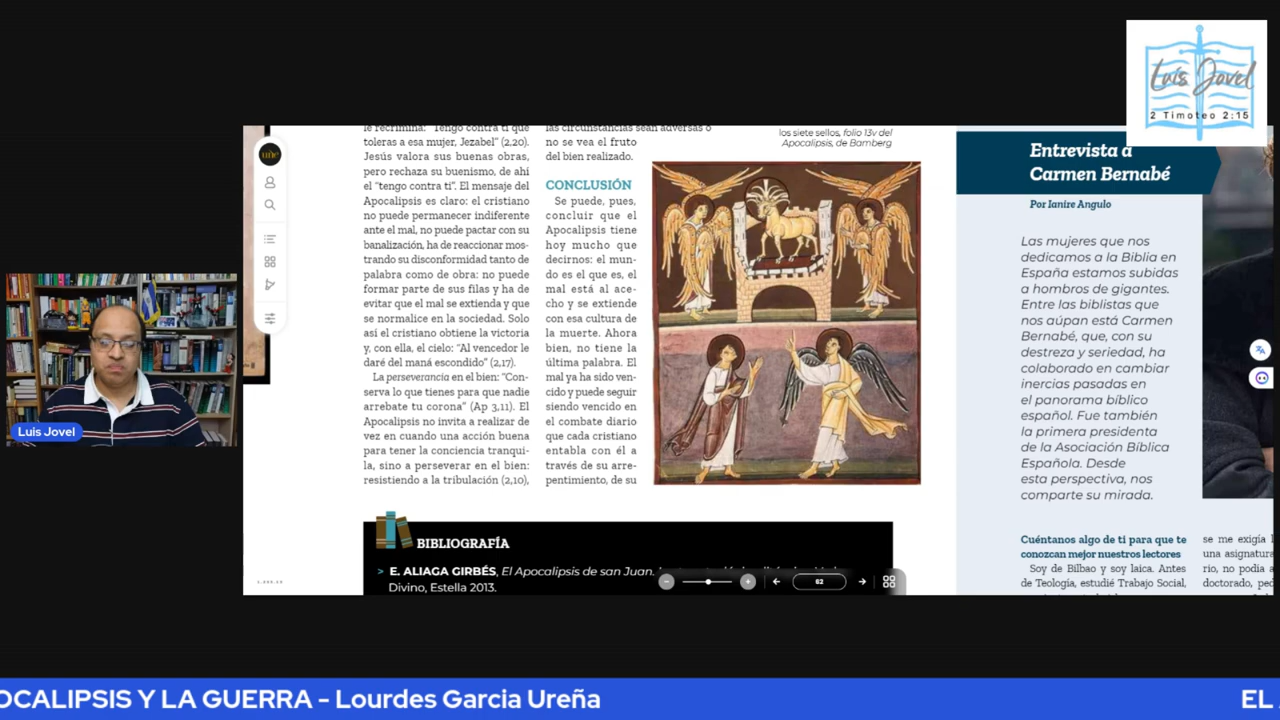 Luis Jovel
2 Timoteo 2:15
uñe
le recrimina: "Tengo contra ti que
toleras a esa mujer, Jezabel" (2,20).
Jesús valora sus buenas obras,
pero rechaza su buenismo, de ahí
el "tengo contra ti". El mensaje del
Apocalipsis es claro: el cristiano
no puede permanecer indiferente
ante el mal, no puede pactar con su
banalización, ha de reaccionar mos-
trando su disconformidad tanto de
palabra como de obra: no puede
formar parte de sus filas y ha de
evitar que el mal se extienda y que
se normalice en la sociedad. Solo
así el cristiano obtiene la victoria
y, con ella, el cielo: "Al vencedor le
daré del maná escondido" (2,17).
La perseverancia en el bien: "Con-
serva lo que tienes para que nadie
arrebate tu corona" (Ap 3,11). El
Apocalipsis no invita a realizar de
vez en cuando una acción buena
para tener la conciencia tranqui-
la, sino a perseverar en el bien:
resistiendo a la tribulación (2,10),
las circunstancias sean adversas o
no se vea el fruto
del bien realizado.
CONCLUSIÓN
Se puede, pues,
concluir que el
Apocalipsis tiene
hoy mucho que
decirnos: el mun-
do es el que es, el
mal está al ace-
cho y se extiende
con esa cultura de
la muerte. Ahora
bien, no tiene la
última palabra. El
mal ya ha sido ven-
cido y puede seguir
siendo vencido en
el combate diario
que cada cristiano
entabla con él a
través de su arre-
pentimiento, de su
los siete sellos, folio 13v del
Apocalipsis, de Bamberg
BIBLIOGRAFÍA
> E. ALIAGA GIRBÉS, El Apocalipsis de san Juan.
Divino, Estella 2013.
62
Entrevista a
Carmen Bernabé
Por Ianire Angulo
Las mujeres que nos
dedicamos a la Biblia en
España estamos subidas
a hombros de gigantes.
Entre las biblistas que
nos aúpan está Carmen
Bernabé, que, con su
destreza y seriedad, ha
colaborado en cambiar
inercias pasadas en
el panorama bíblico
español. Fue también
la primera presidenta
de la Asociación Bíblica
Española. Desde
esta perspectiva, nos
comparte su mirada.
Cuéntanos algo de ti para que te
conozcan mejor nuestros lectores
Soy de Bilbao y soy laica. Antes
de Teología, estudié Trabajo Social,
se me exigía
una asignatura
rio, no podía a
doctorado, ped
Luis Jovel
OCALIPSIS Y LA GUERRA - Lourdes Garcia Ureña
EL